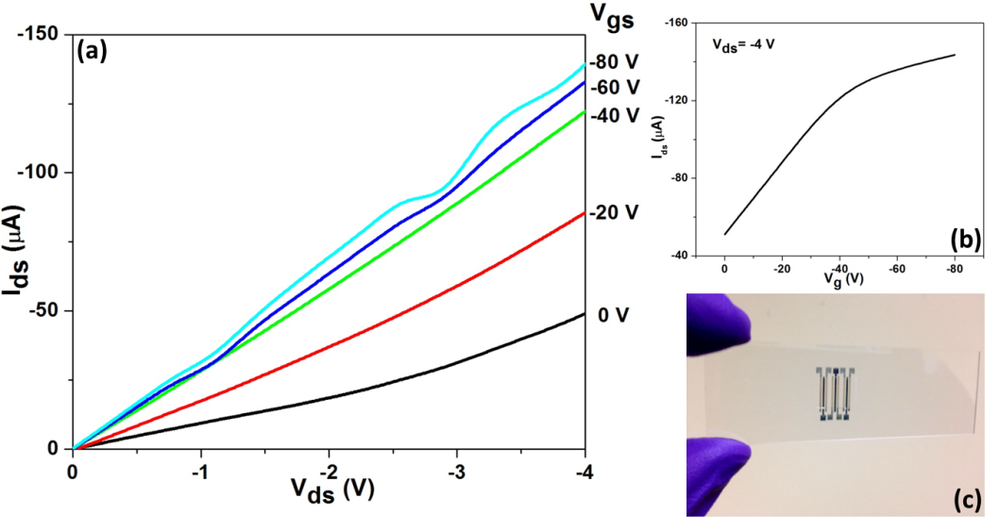 (a)
-150
-100
-50
0
0
-1
-2
-3
-4
Ids (μA)
Vds (V)
Vgs
-80 V
-60 V
-40 V
-20 V
0 V
Vds= -4 V
-160
-120
-80
-40
0
-20
-40
-60
-80
Ids (μA)
Vg (V)
(b)
(c)